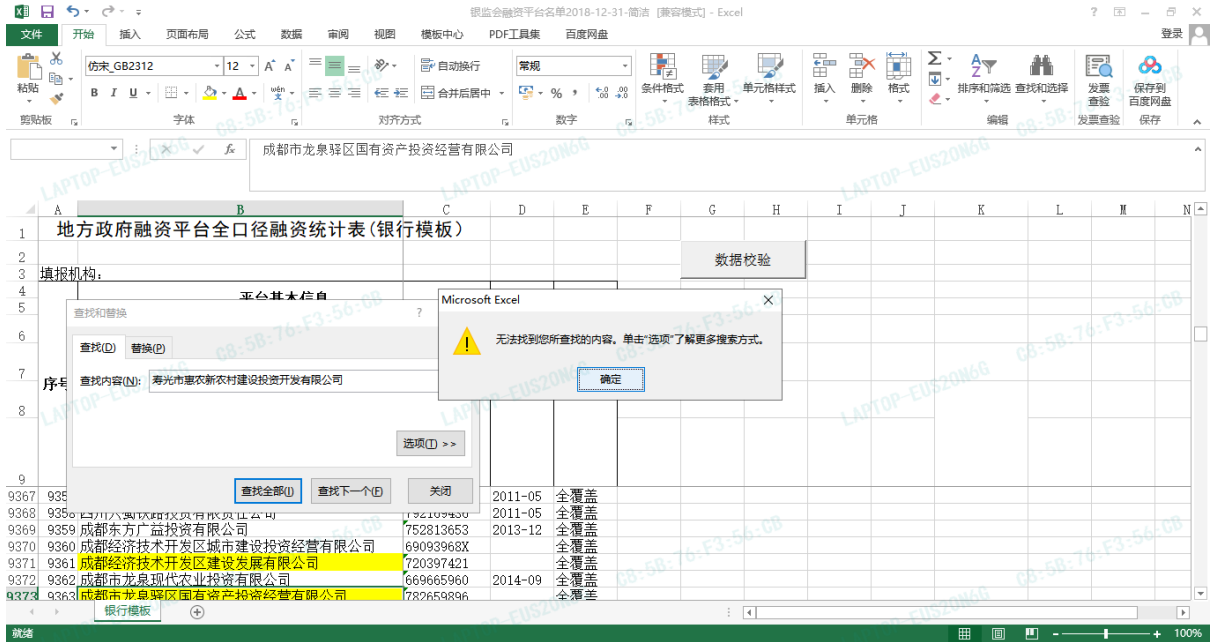 银监会融资平台名单2018-12-31-简洁 [兼容模式] - Excel
文件 开始 插入 页面布局 公式 数据 审阅 视图 模板中心 PDF工具集 百度网盘 登录
粘贴 仿宋_GB2312 12 自动换行 常规 条件格式 套用 表格格式 单元格样式 插入 删除 格式 排序和筛选 查找和选择 发票 查验 保存到 百度网盘
B I U wén 变 合并后居中 %
剪贴板 字体 对齐方式 数字 样式 单元格 编辑 发票查验 保存
fx 成都市龙泉驿区国有资产投资经营有限公司
A B C D E F G H I J K L M N
1 地方政府融资平台全口径融资统计表(银行模板)
2 数据校验
3 填报机构:
4 平台基本信息
5
6
7 序号
8
9
查找和替换 ?
查找(D) 替换(P)
查找内容(N): 寿光市惠农新农村建设投资开发有限公司
选项(T) >>
查找全部(I) 查找下一个(F) 关闭
Microsoft Excel
无法找到您所查找的内容。单击"选项"了解更多搜索方式。
确定
9367 935 2011-05 全覆盖
9368 9358 2011-05 全覆盖
9369 9359 成都东方广益投资有限公司 752813653 2013-12 全覆盖
9370 9360 成都经济技术开发区城市建设投资经营有限公司 69093968X 全覆盖
9371 9361 成都经济技术开发区建设发展有限公司 720397421 全覆盖
9372 9362 成都市龙泉现代农业投资有限公司 669665960 2014-09 全覆盖
9373 9363 成都市龙泉驿区国有资产投资经营有限公司 782659896 全覆盖
银行模板
就绪 100%
LAPTOP-EUS20N6G
C8:5B:76:F3:56:CB